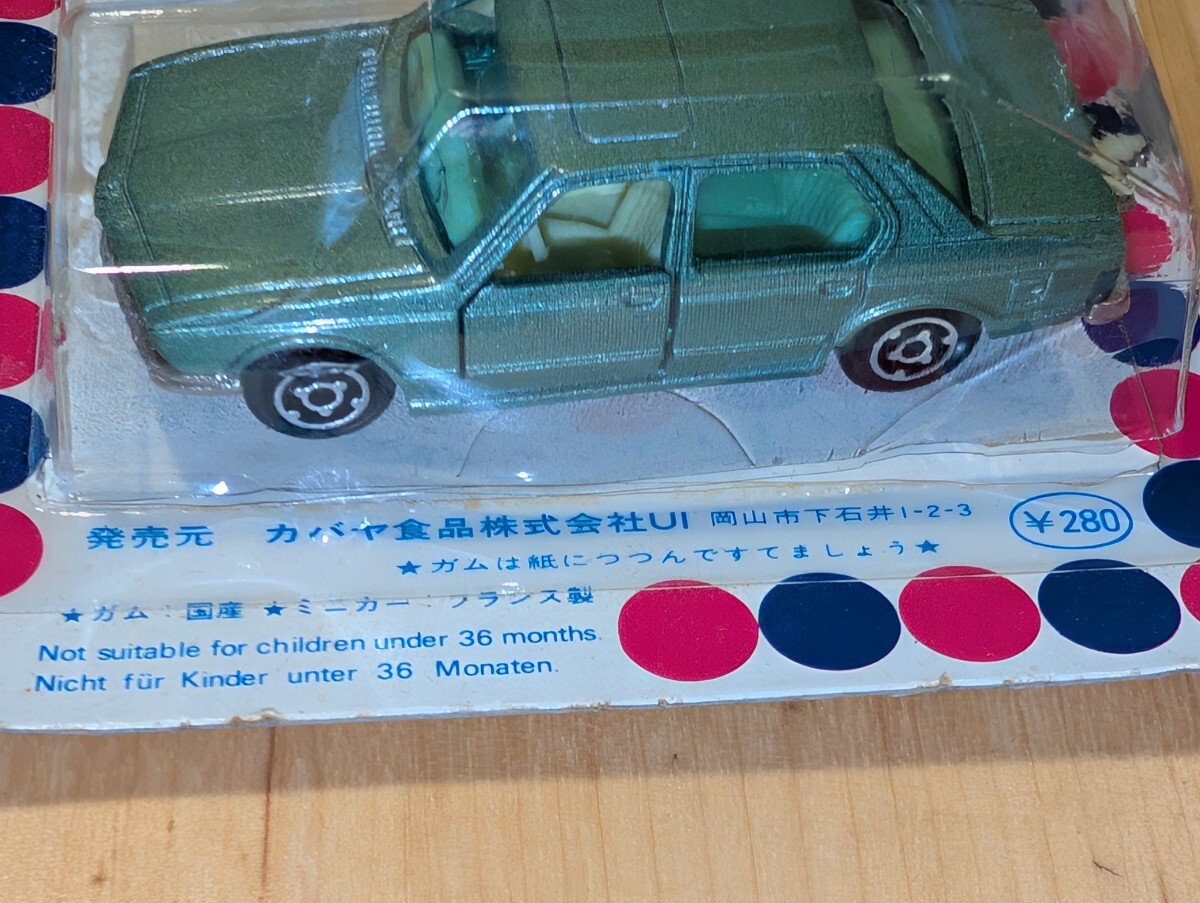 発売元 カバヤ食品株式会社UI 岡山市下石井1-2-3 ¥280
★ガムは紙につつんですてましょう★
★ガム:国産 ★ミニカー:フランス製
Not suitable for children under 36 months.
Nicht für Kinder unter 36 Monaten.